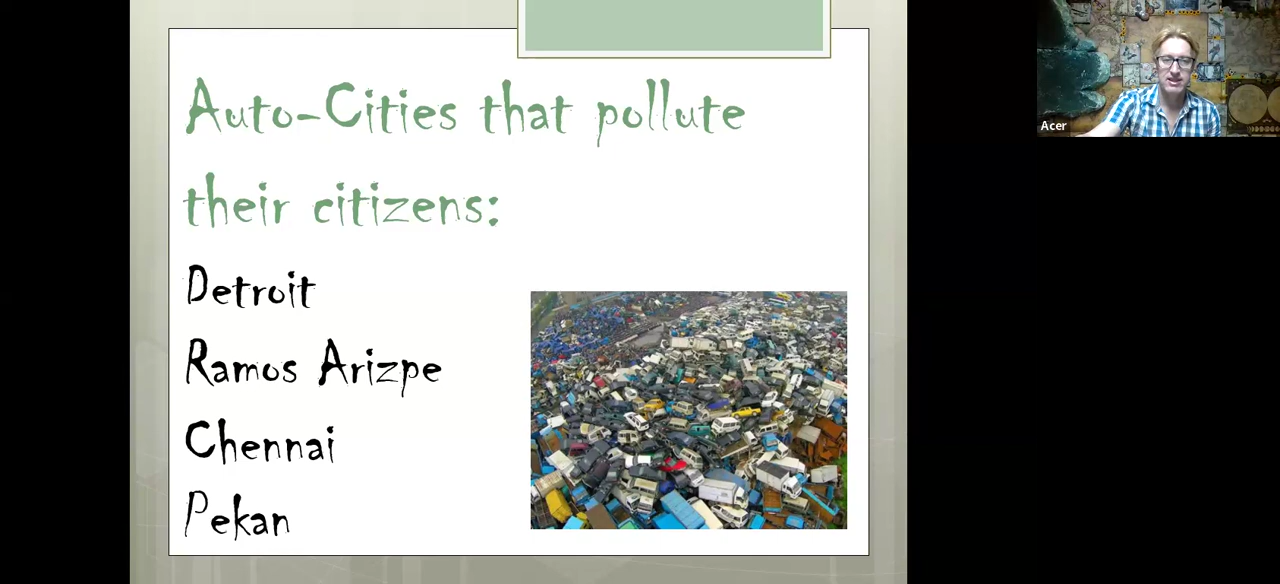 Auto-Cities that pollute
their citizens:
Detroit
Ramos Arizpe
Chennai
Pekan
Acer